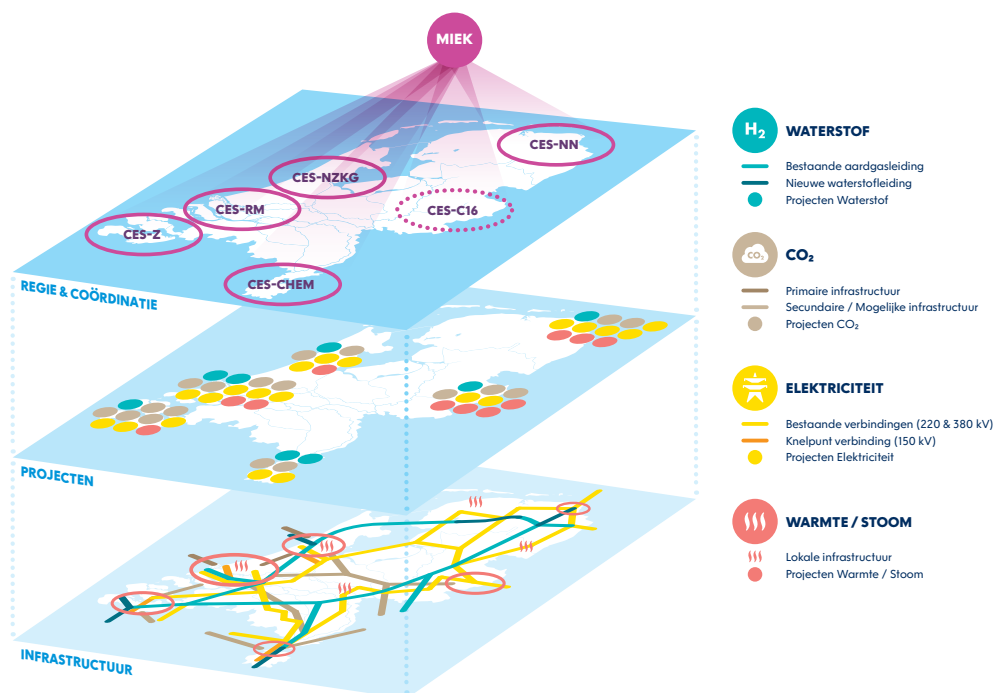 MIEK
CES-NN
CES-NZKG
CES-RM
CES-C16
CES-Z
CES-CHEM
REGIE & COÖRDINATIE
PROJECTEN
INFRASTRUCTUUR
H₂ WATERSTOF
Bestaande aardgasleiding
Nieuwe waterstofleiding
Projecten Waterstof
CO₂ CO₂
Primaire infrastructuur
Secundaire / Mogelijke infrastructuur
Projecten CO₂
ELEKTRICITEIT
Bestaande verbindingen (220 & 380 kV)
Knelpunt verbinding (150 kV)
Projecten Elektriciteit
WARMTE / STOOM
Lokale infrastructuur
Projecten Warmte / Stoom